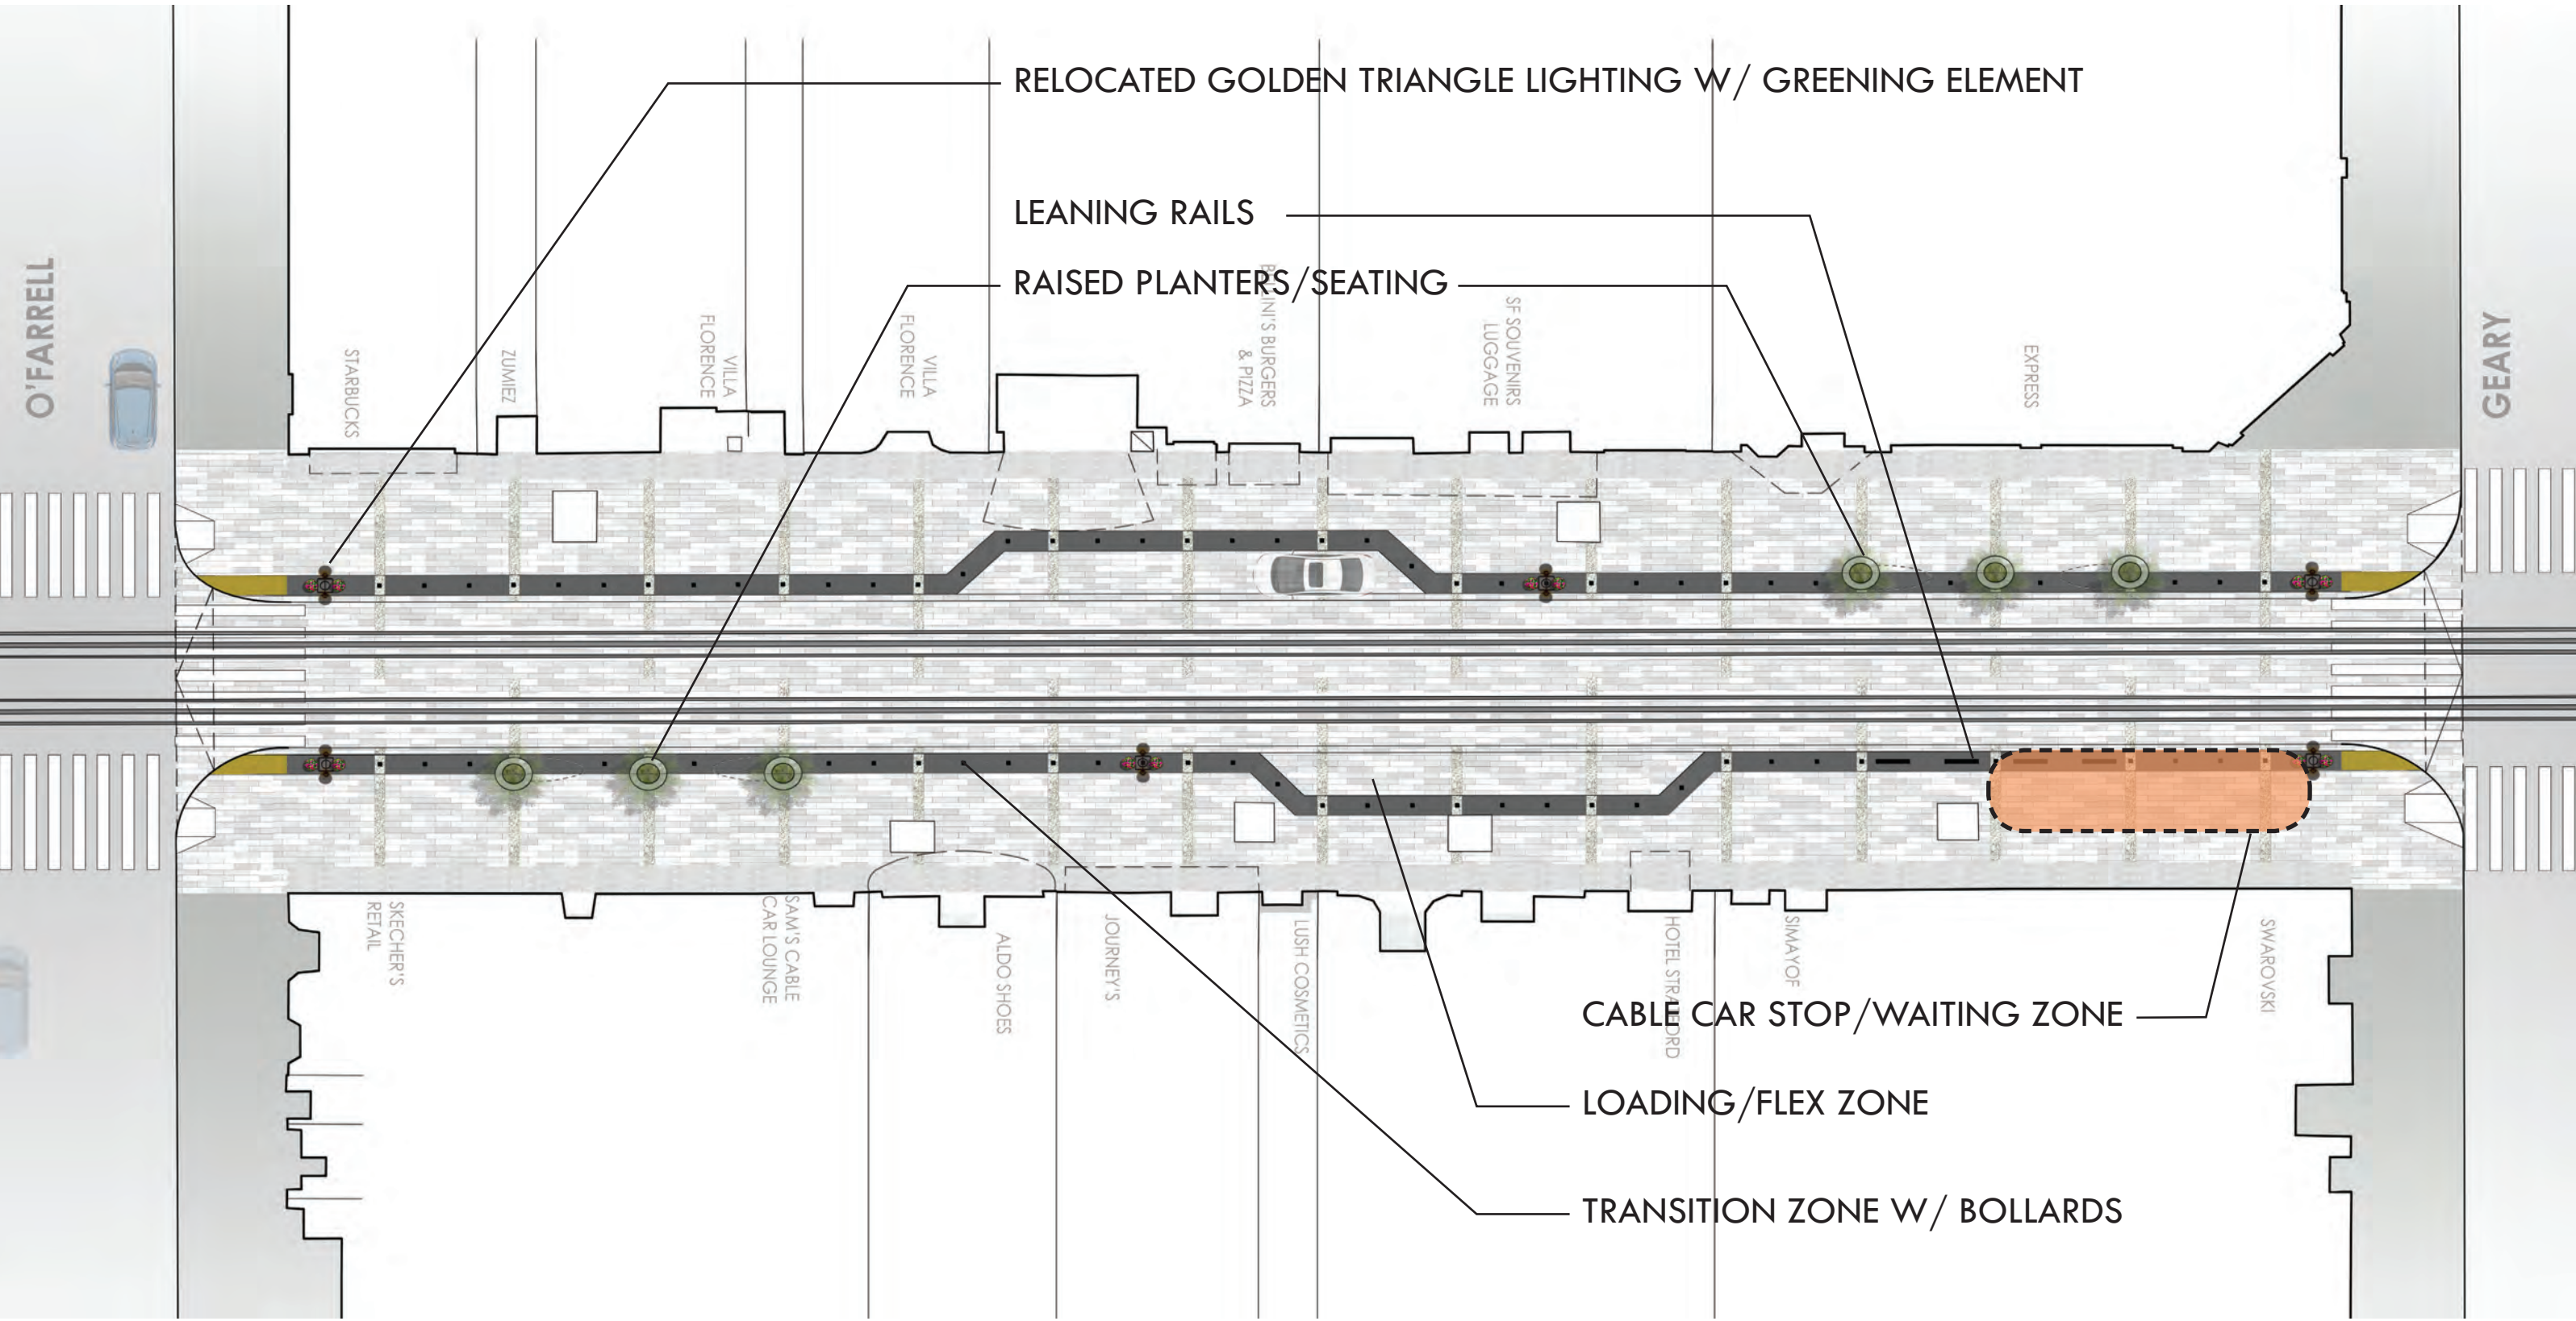 RELOCATED GOLDEN TRIANGLE LIGHTING W/ GREENING ELEMENT
LEANING RAILS
RAISED PLANTERS/SEATING
O'FARRELL
GEARY
STARBUCKS
ZUMIEZ
VILLA
FLORENCE
VILLA
FLORENCE
BURGERS
& PIZZA
SF SOUVENIRS
LUGGAGE
EXPRESS
SKECHER'S
RETAIL
SAM'S CABLE
CAR LOUNGE
ALDO SHOES
JOURNEY'S
LUSH COSMETICS
HOTEL STRATFORD
SIMAYOF
SWAROVSKI
CABLE CAR STOP/WAITING ZONE
LOADING/FLEX ZONE
TRANSITION ZONE W/ BOLLARDS